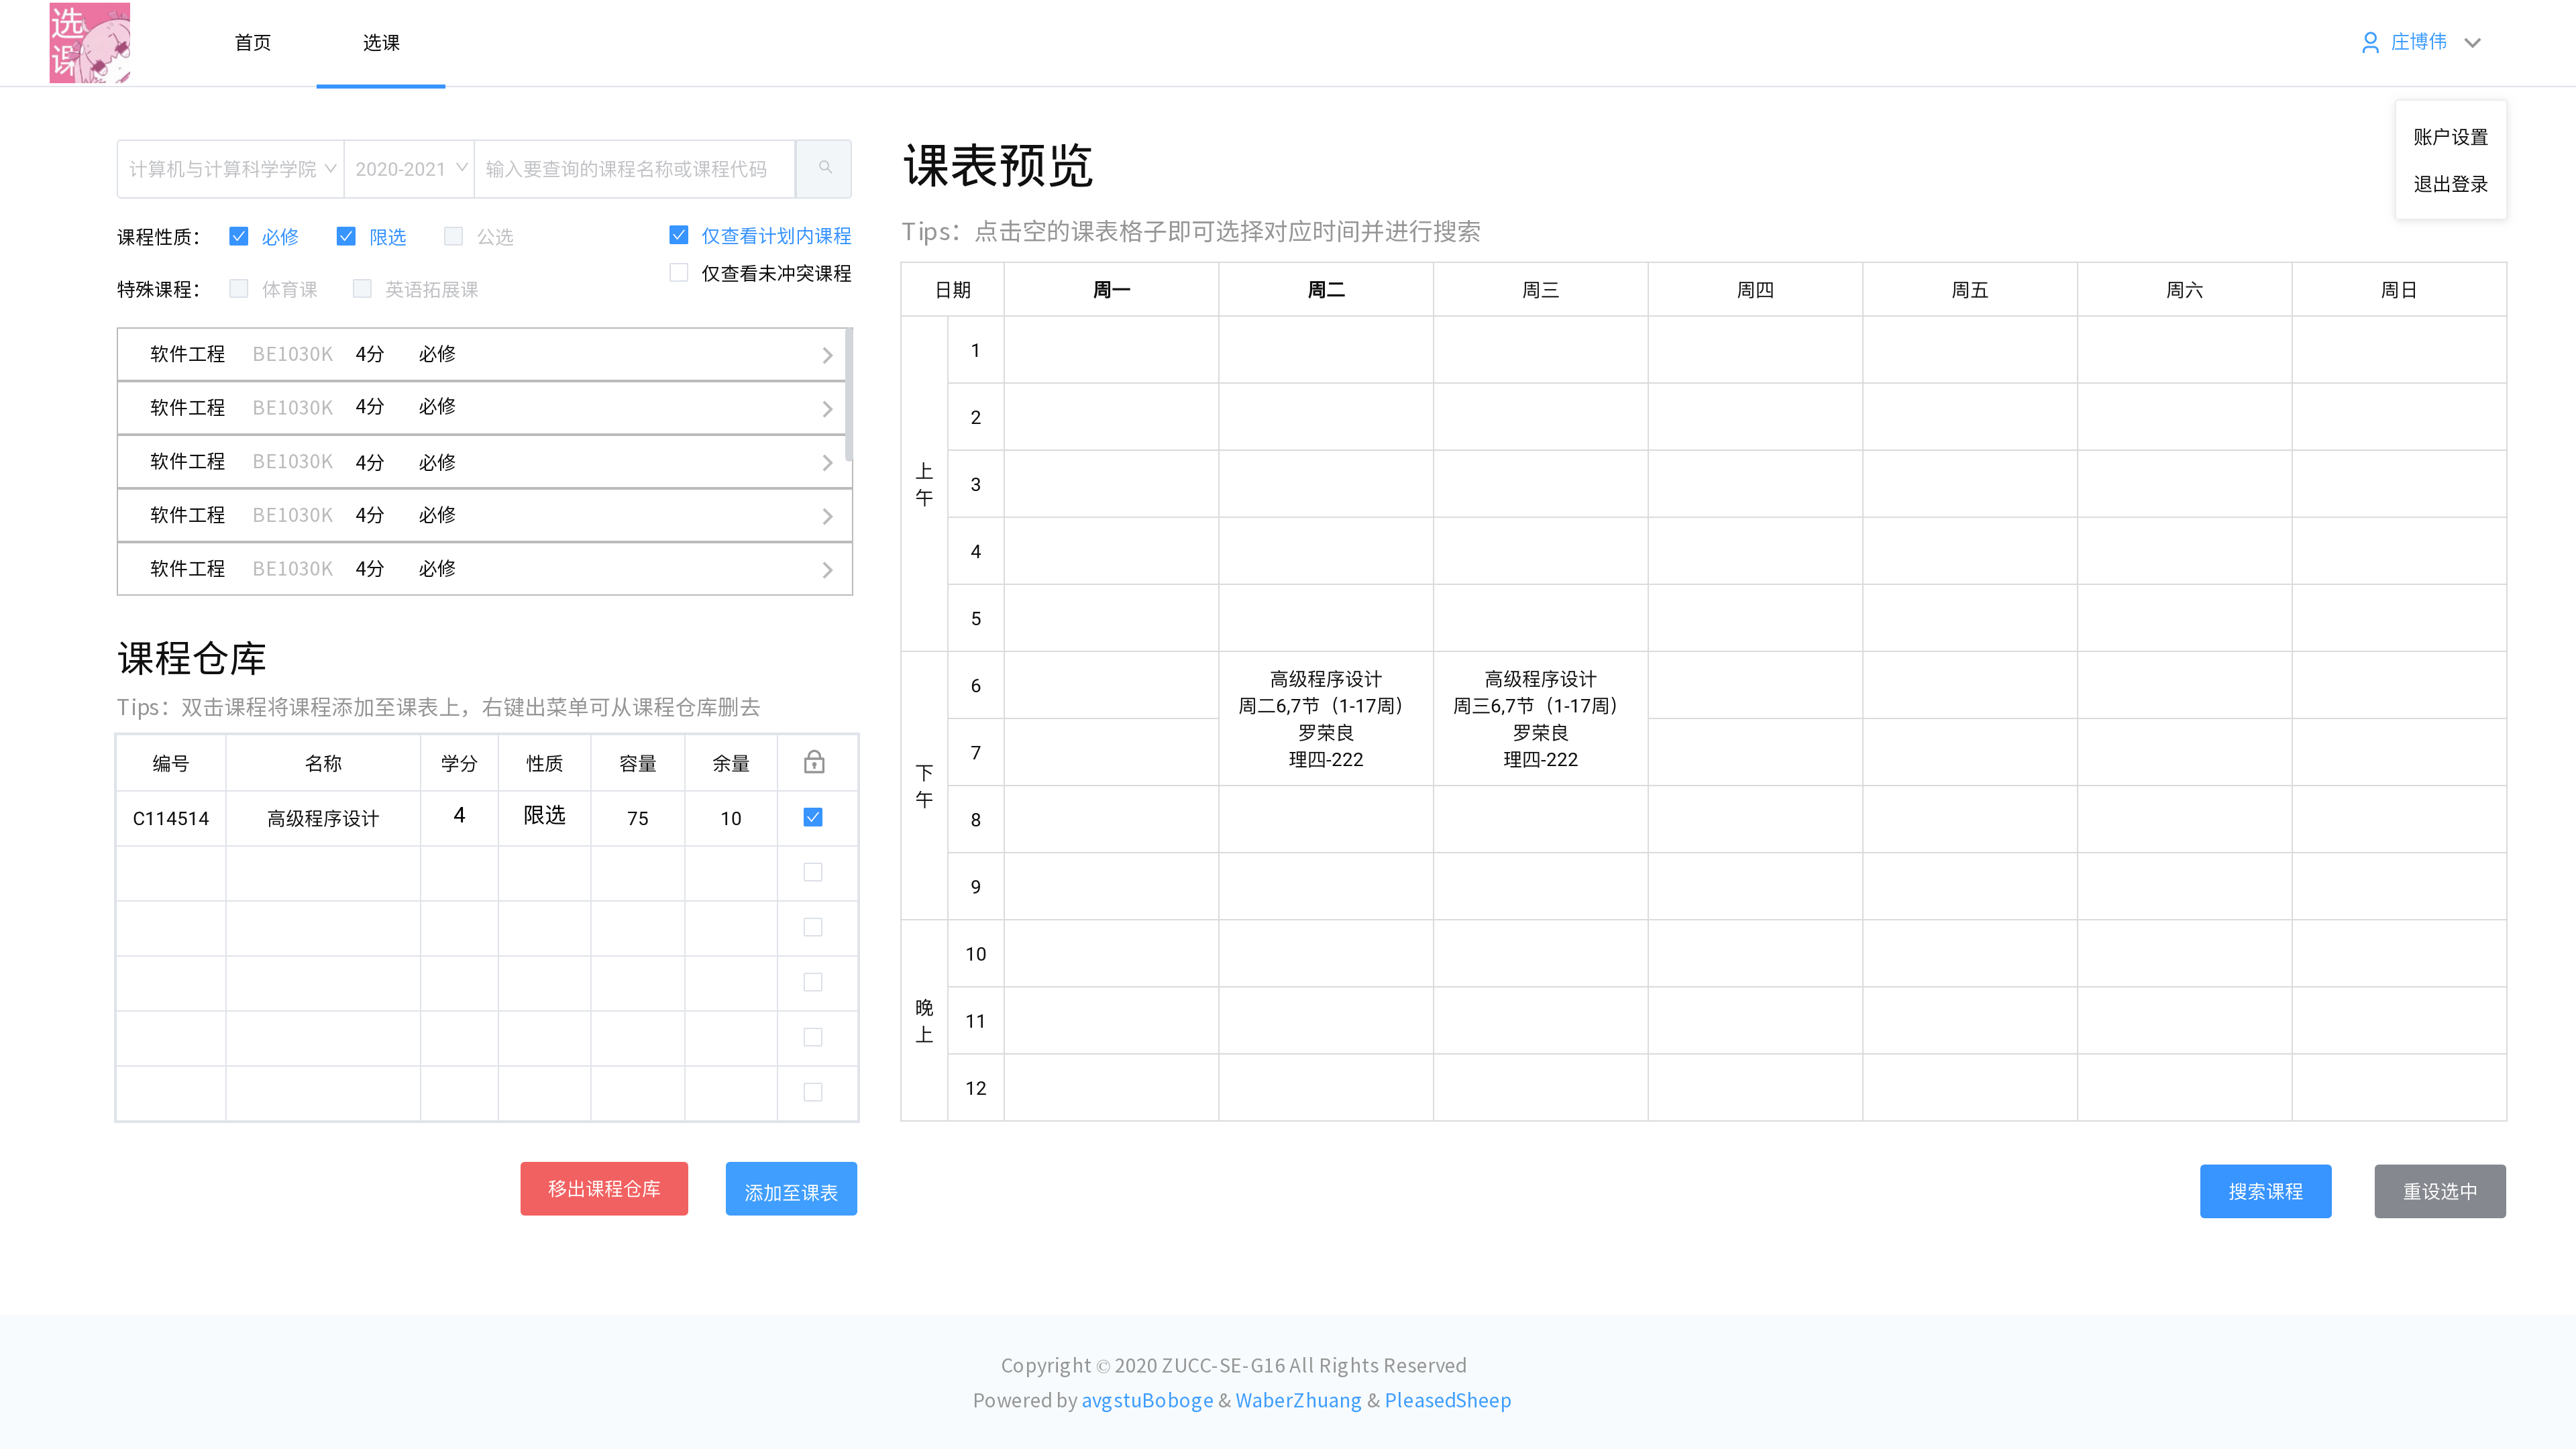 选
课
首页 选课 庄博伟
账户设置
退出登录
计算机与计算科学学院 2020-2021 输入要查询的课程名称或课程代码
课程性质： 必修 限选 公选 仅查看计划内课程
仅查看未冲突课程
特殊课程： 体育课 英语拓展课
软件工程 BE1030K 4分 必修
软件工程 BE1030K 4分 必修
软件工程 BE1030K 4分 必修
软件工程 BE1030K 4分 必修
软件工程 BE1030K 4分 必修
课程仓库
Tips：双击课程将课程添加至课表上，右键出菜单可从课程仓库删去
编号 名称 学分 性质 容量 余量
C114514 高级程序设计 4 限选 75 10
移出课程仓库 添加至课表
课表预览
Tips：点击空的课表格子即可选择对应时间并进行搜索
日期 周一 周二 周三 周四 周五 周六 周日
上午
1
2
3
4
5
下午
6
7
8
9
高级程序设计
周二6,7节（1-17周）
罗荣良
理四-222
高级程序设计
周三6,7节（1-17周）
罗荣良
理四-222
晚上
10
11
12
搜索课程 重设选中
Copyright © 2020 ZUCC-SE-G16 All Rights Reserved
Powered by avgstuBoboge & WaberZhuang & PleasedSheep